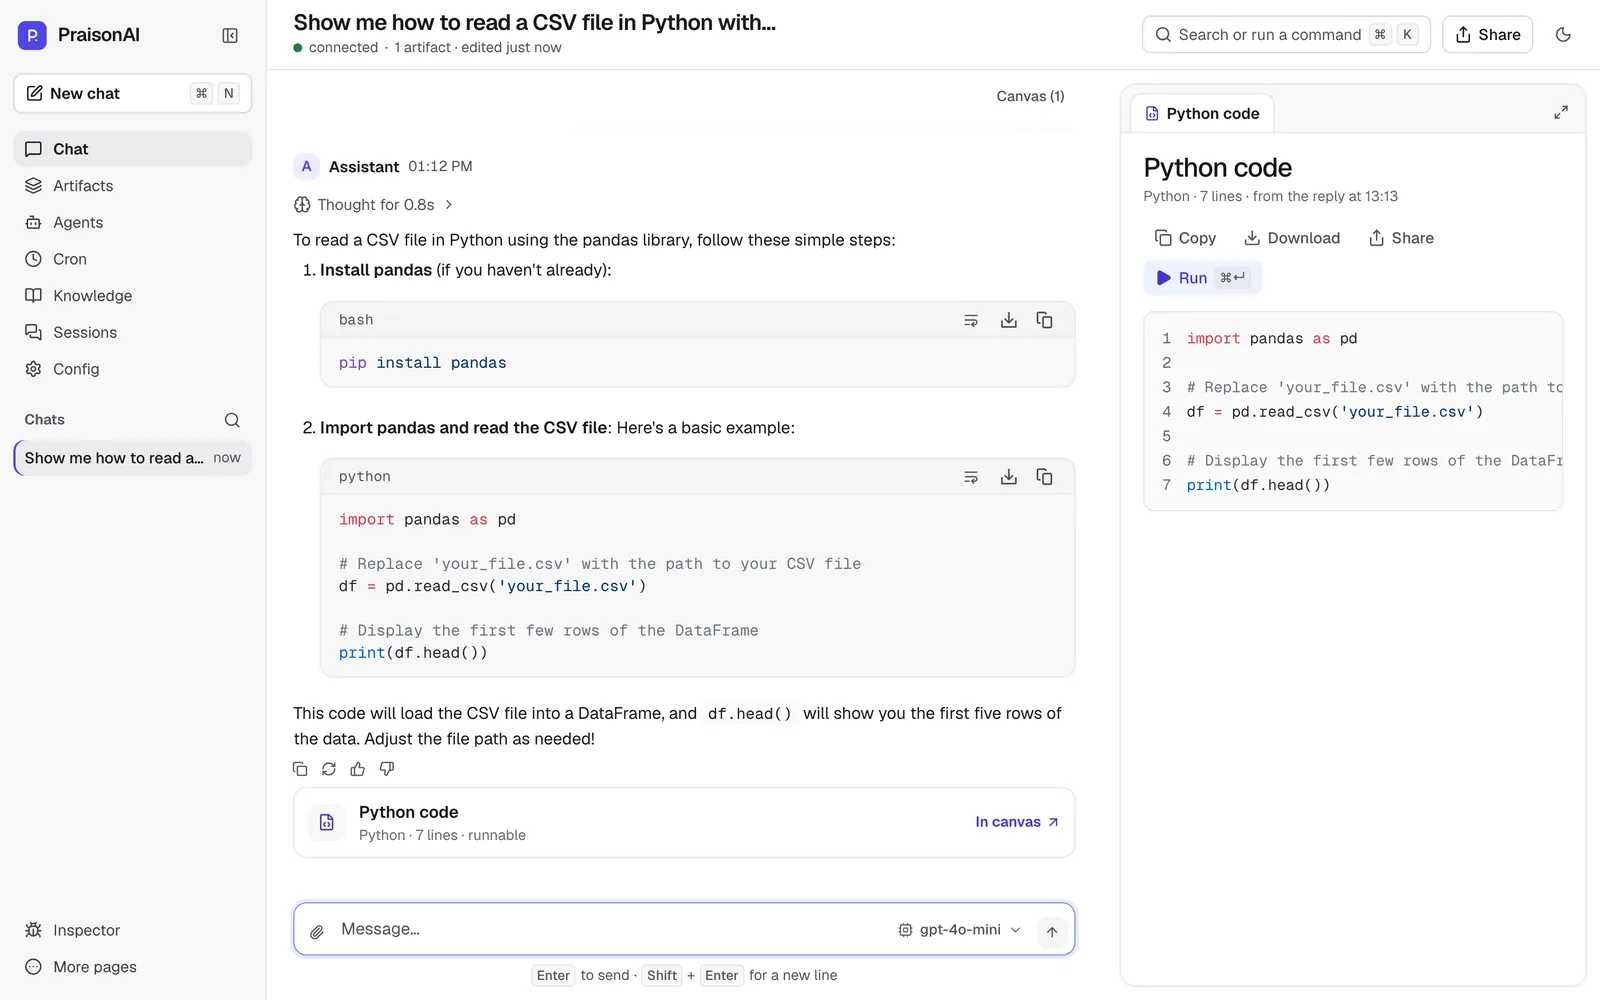 PraisonAI
New chat ⌘ N
Chat
Artifacts
Agents
Cron
Knowledge
Sessions
Config
Chats
Show me how to read a... now
Inspector
More pages
Show me how to read a CSV file in Python with...
connected · 1 artifact · edited just now
Search or run a command ⌘ K
Share
Canvas (1)
A Assistant 01:12 PM
Thought for 0.8s
To read a CSV file in Python using the pandas library, follow these simple steps:
1. Install pandas (if you haven't already):
bash
pip install pandas
2. Import pandas and read the CSV file: Here's a basic example:
python
import pandas as pd
# Replace 'your_file.csv' with the path to your CSV file
df = pd.read_csv('your_file.csv')
# Display the first few rows of the DataFrame
print(df.head())
This code will load the CSV file into a DataFrame, and df.head() will show you the first five rows of
the data. Adjust the file path as needed!
Python code
Python · 7 lines · runnable
In canvas ↗
Message...
gpt-4o-mini
Enter to send · Shift + Enter for a new line
Python code
Python code
Python · 7 lines · from the reply at 13:13
Copy Download Share
Run ⌘↵
1 import pandas as pd
2
3 # Replace 'your_file.csv' with the path to
4 df = pd.read_csv('your_file.csv')
5
6 # Display the first few rows of the DataFr
7 print(df.head())